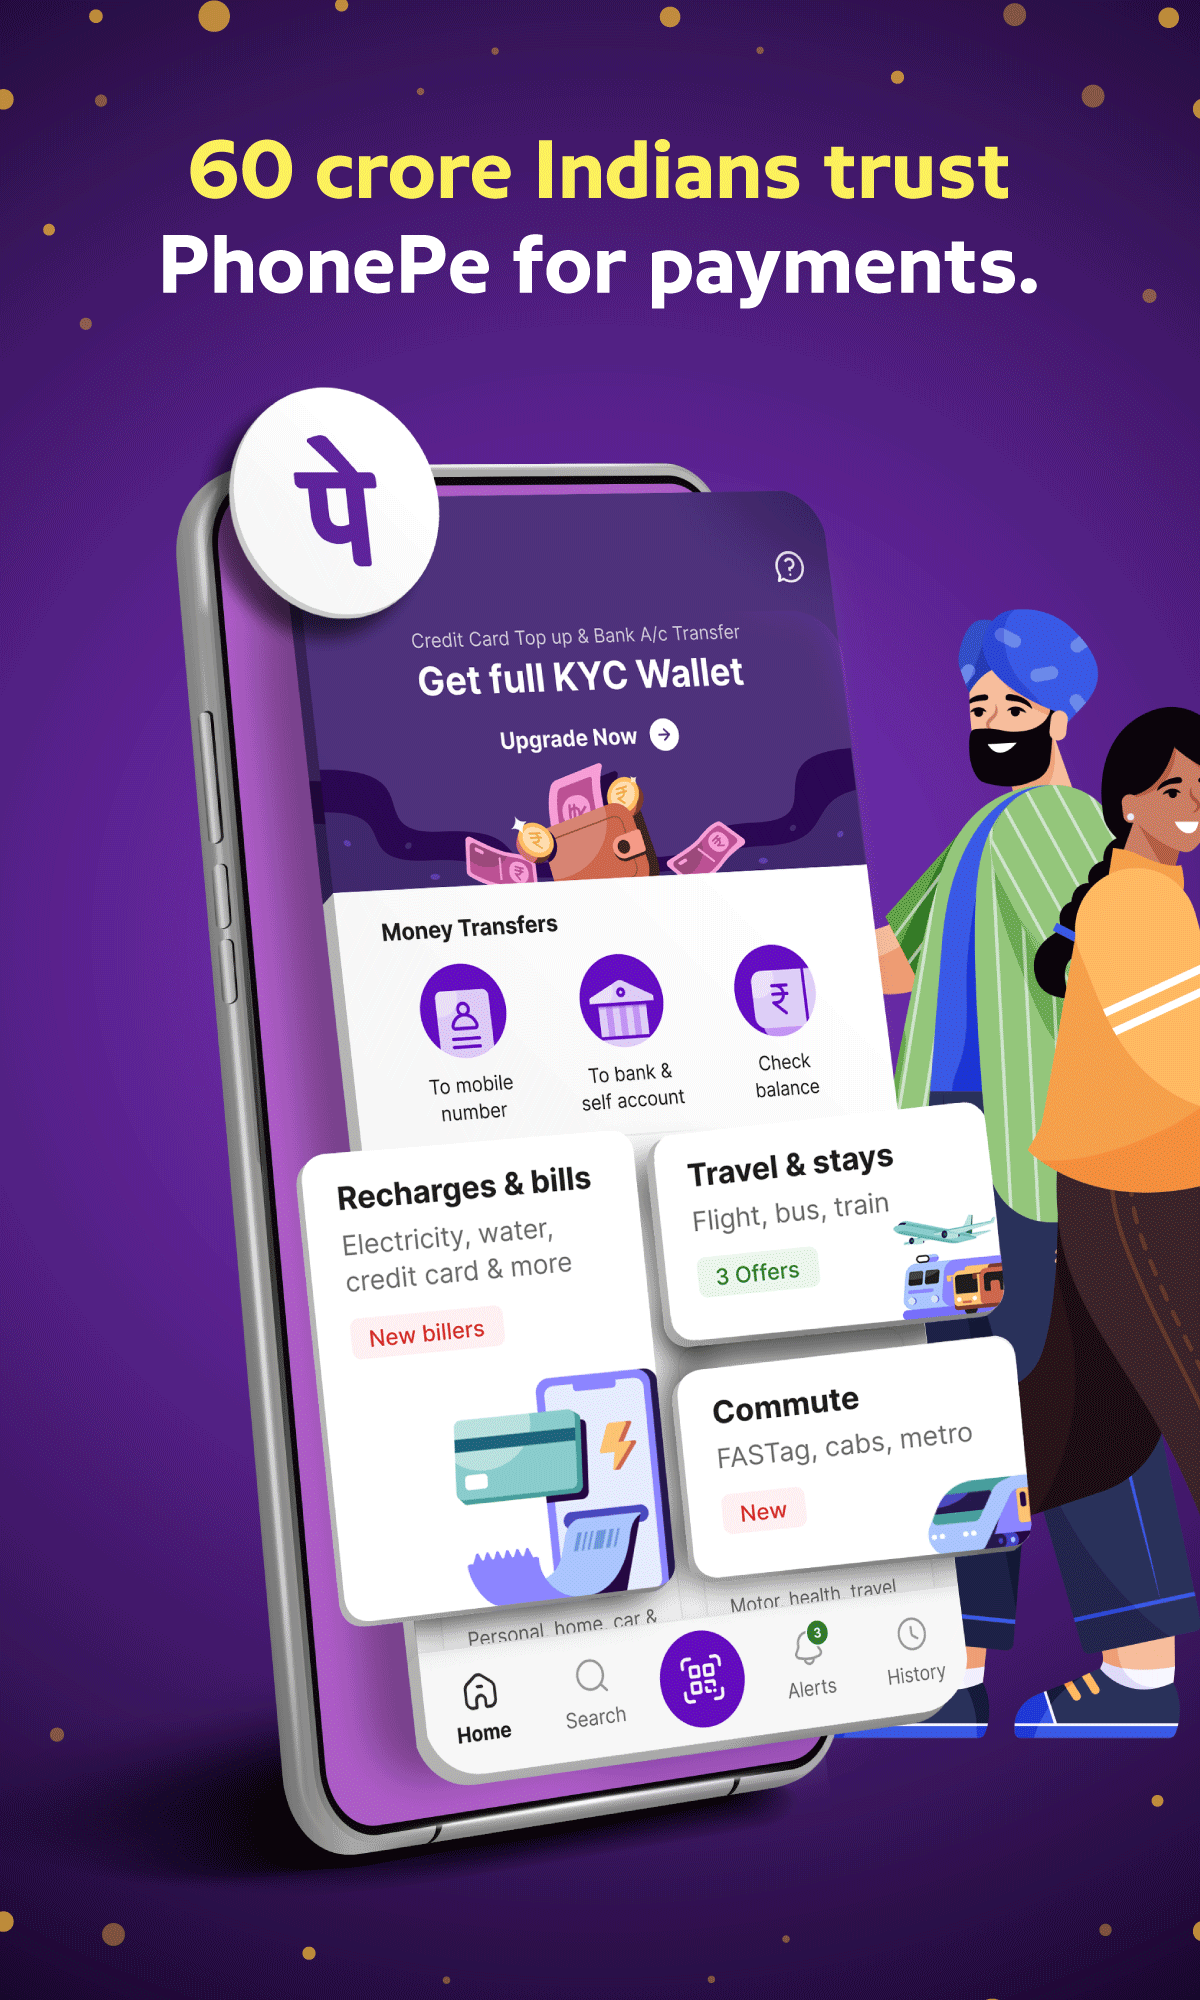 60 crore Indians trust
PhonePe for payments.
पे
Credit Card Top up & Bank A/c Transfer
Get full KYC Wallet
Upgrade Now
Money Transfers
To mobile
number
To bank &
self account
Check
balance
Recharges & bills
Electricity, water,
credit card & more
New billers
Travel & stays
Flight, bus, train
3 Offers
Commute
FASTag, cabs, metro
New
Personal, home, car &
Motor, health, travel
Home
Search
3
Alerts
History